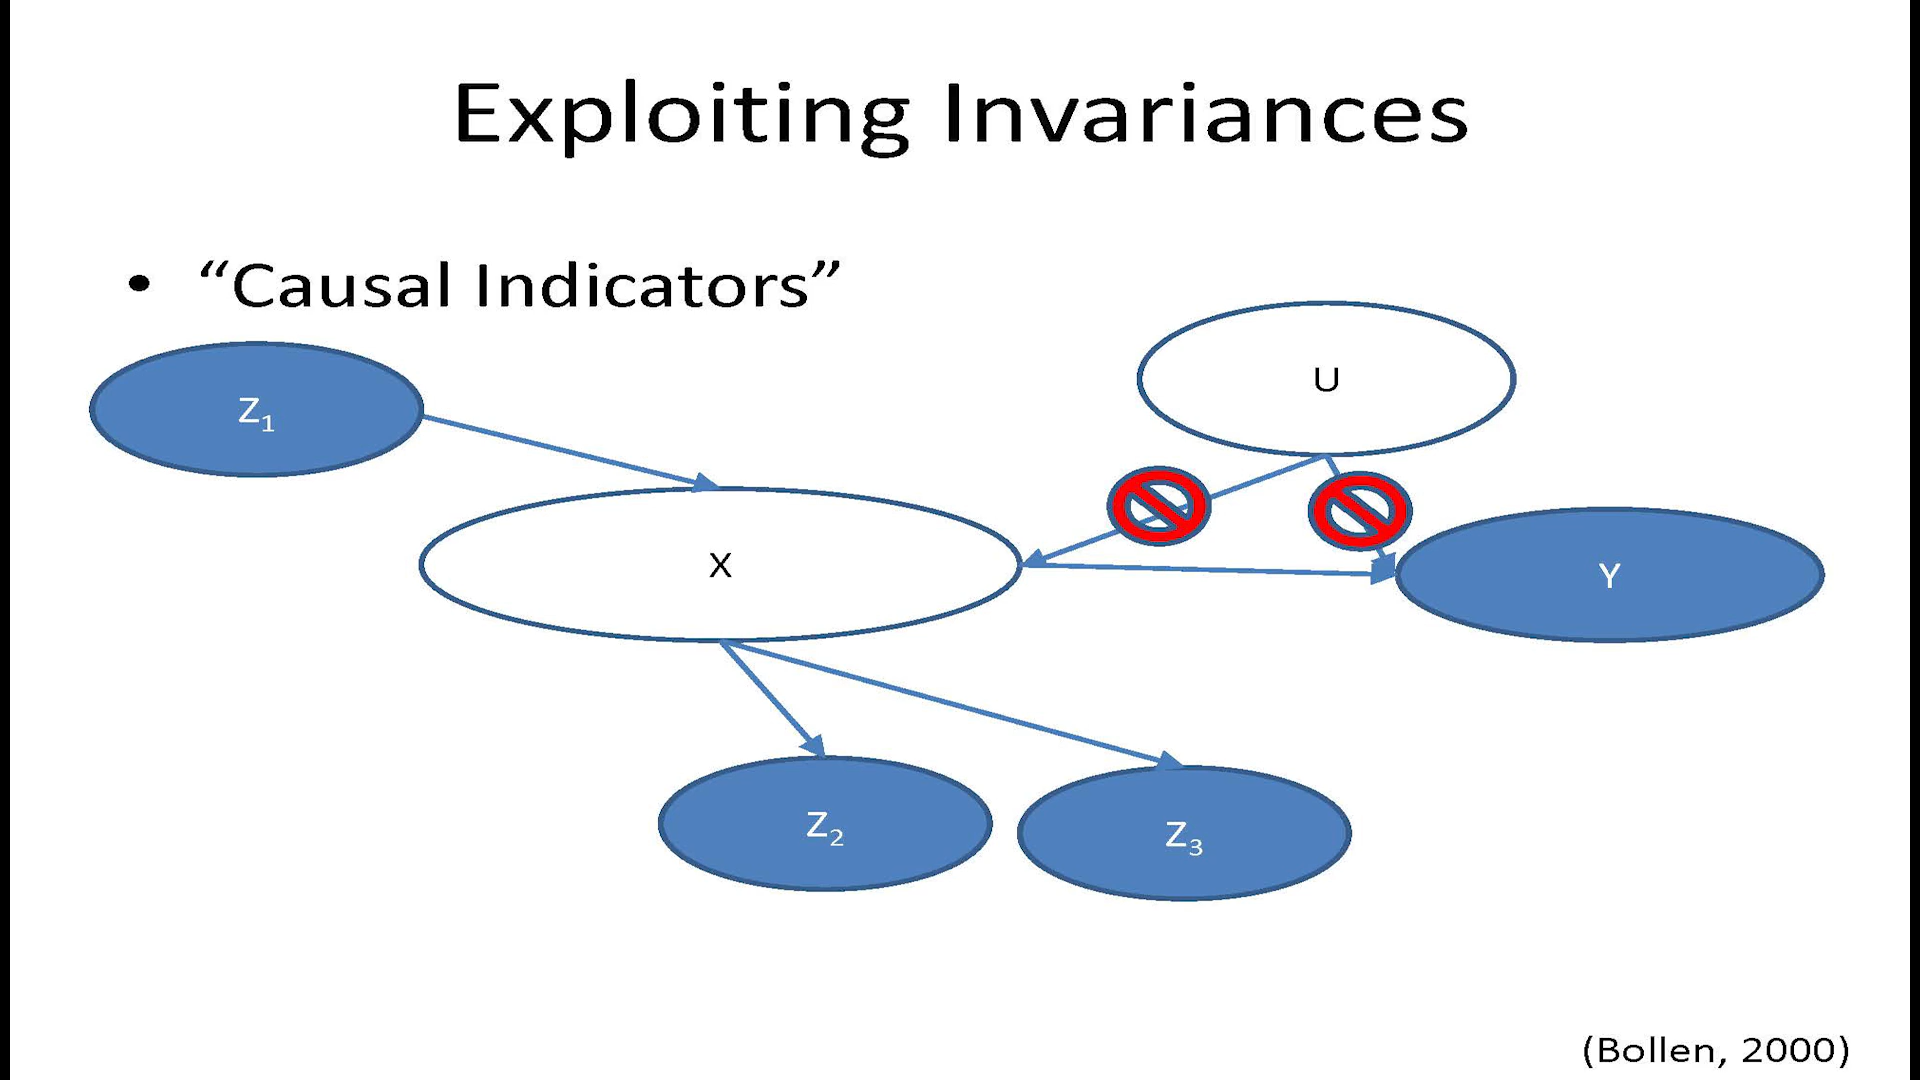 Exploiting Invariances
• “Causal Indicators”
U
Z1
X
Y
Z2
Z3
(Bollen, 2000)